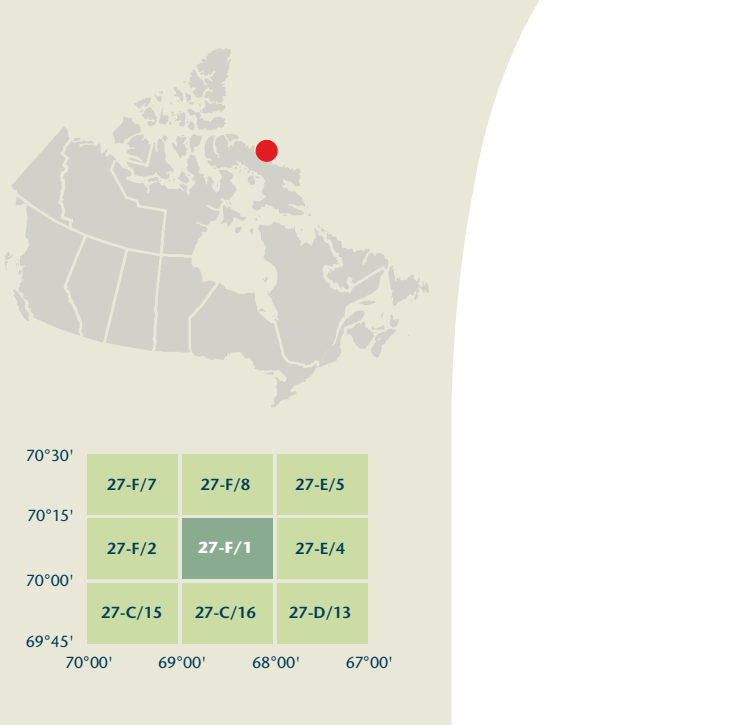 70°30'
27-F/7 27-F/8 27-E/5
70°15'
27-F/2 27-F/1 27-E/4
70°00'
27-C/15 27-C/16 27-D/13
69°45'
70°00' 69°00' 68°00' 67°00'